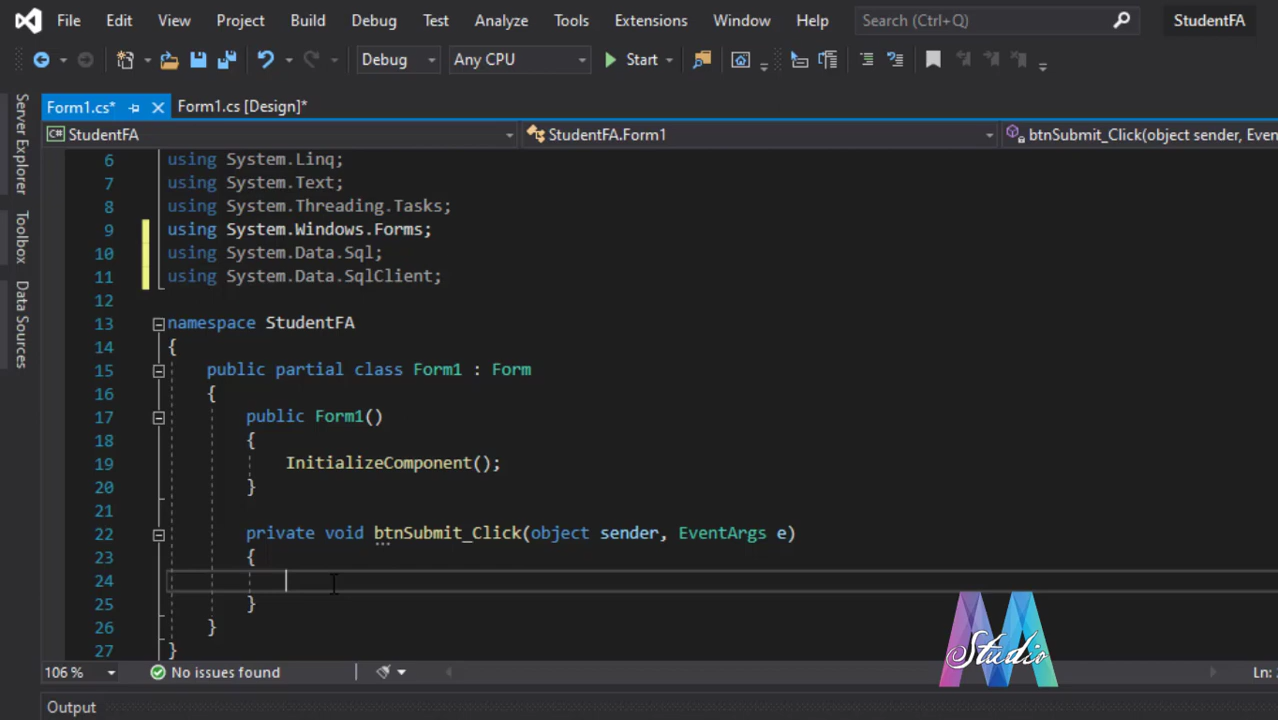 File Edit View Project Build Debug Test Analyze Tools Extensions Window Help Search (Ctrl+Q) StudentFA
Debug Any CPU Start
Form1.cs* Form1.cs [Design]*
StudentFA StudentFA.Form1 btnSubmit_Click(object sender, Even
Server Explorer
Toolbox
Data Sources
6 using System.Linq;
7 using System.Text;
8 using System.Threading.Tasks;
9 using System.Windows.Forms;
10 using System.Data.Sql;
11 using System.Data.SqlClient;
12
13 namespace StudentFA
14 {
15 public partial class Form1 : Form
16 {
17 public Form1()
18 {
19 InitializeComponent();
20 }
21
22 private void btnSubmit_Click(object sender, EventArgs e)
23 {
24
25 }
26 }
27 }
Studio
106 % No issues found Ln:
Output